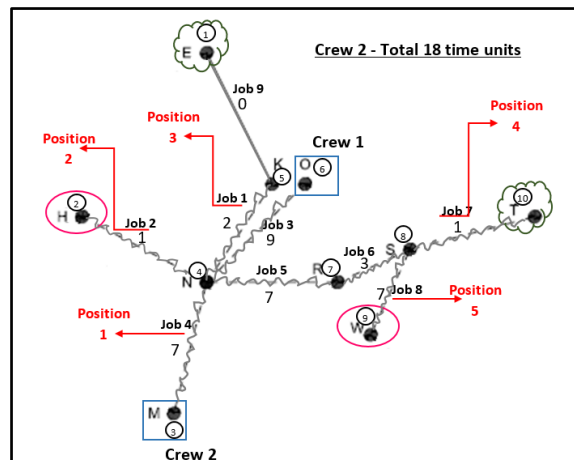 1
E
Crew 2 - Total 18 time units
Job 9
0
Position
3
Position
4
Crew 1
Position
2
K
O
6
5
10
T
2
H
Job 1
2
Job 2
1
Job 3
9
Job 7
1
8
S
Job 6
3
4
N
Job 5
7
R
7
Job 8
7
Position
5
Position
1
Job 4
7
9
W
M
3
Crew 2